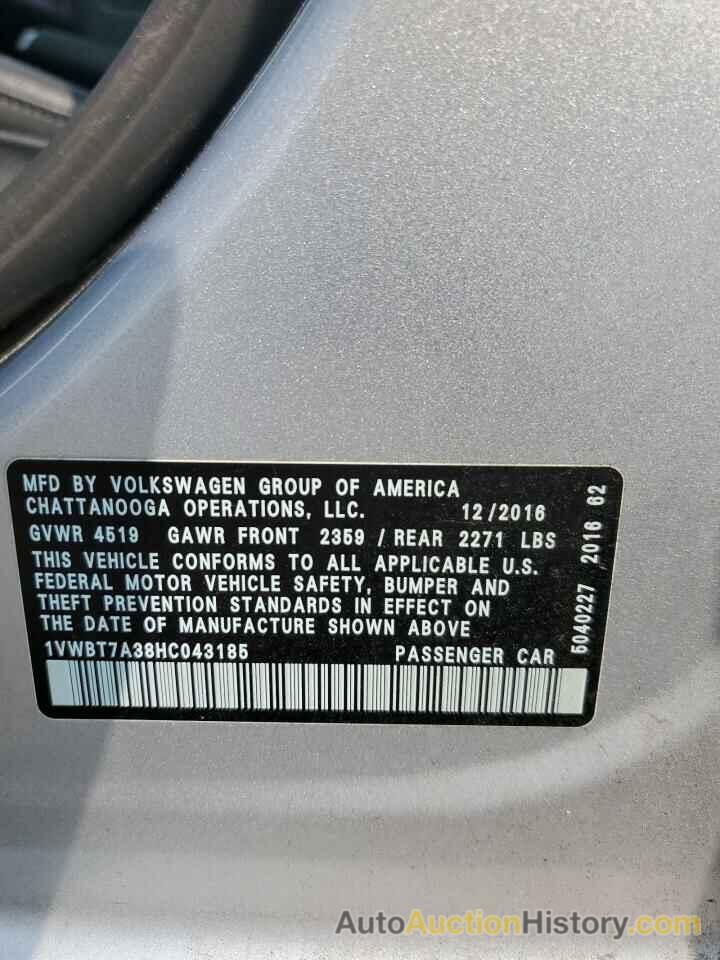 MFD BY VOLKSWAGEN GROUP OF AMERICA
CHATTANOOGA OPERATIONS, LLC. 12/2016
GVWR 4519 GAWR FRONT 2359 / REAR 2271 LBS
THIS VEHICLE CONFORMS TO ALL APPLICABLE U.S.
FEDERAL MOTOR VEHICLE SAFETY, BUMPER AND
THEFT PREVENTION STANDARDS IN EFFECT ON
THE DATE OF MANUFACTURE SHOWN ABOVE
1VWBT7A38HC043185 PASSENGER CAR
5040227 2016 62
AutoAuctionHistory.com